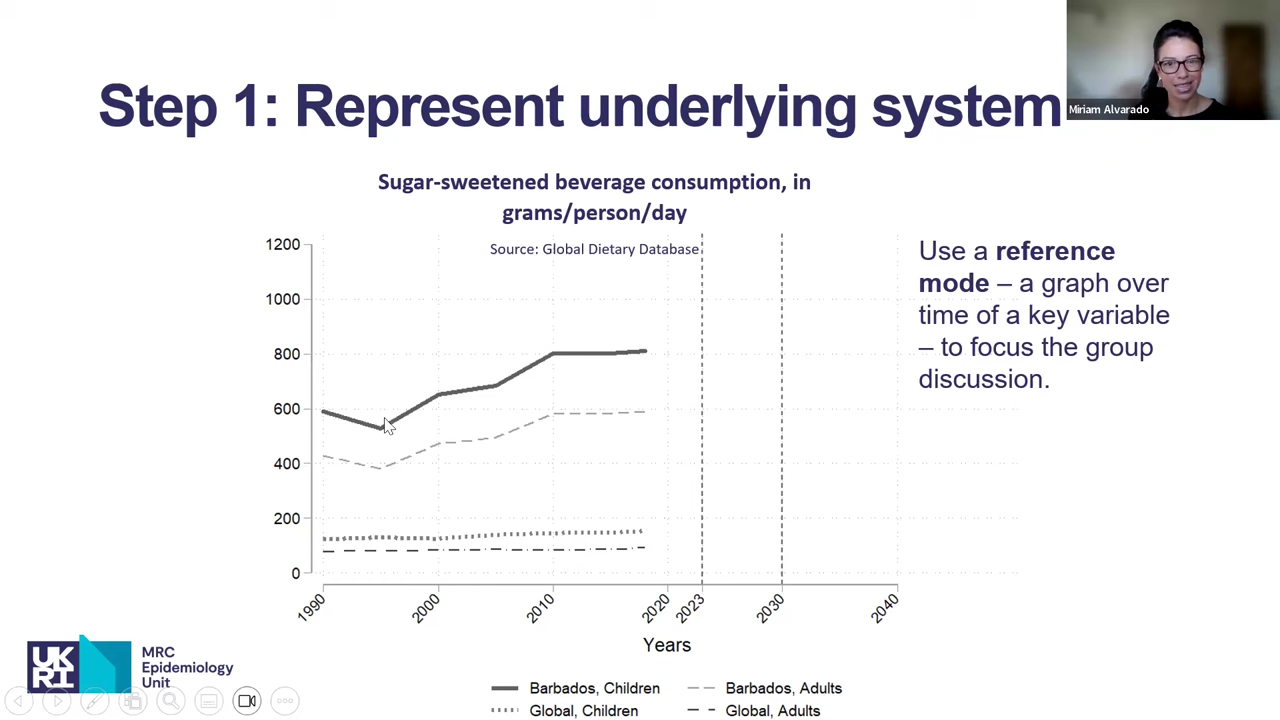 Step 1: Represent underlying system
Miriam Alvarado
Sugar-sweetened beverage consumption, in
grams/person/day
Source: Global Dietary Database
1200
1000
800
600
400
200
0
1990
2000
2010
2020
2023
2030
2040
Years
Barbados, Children
Barbados, Adults
Global, Children
Global, Adults
Use a reference
mode – a graph over
time of a key variable
– to focus the group
discussion.
UK
RI
MRC
Epidemiology
Unit